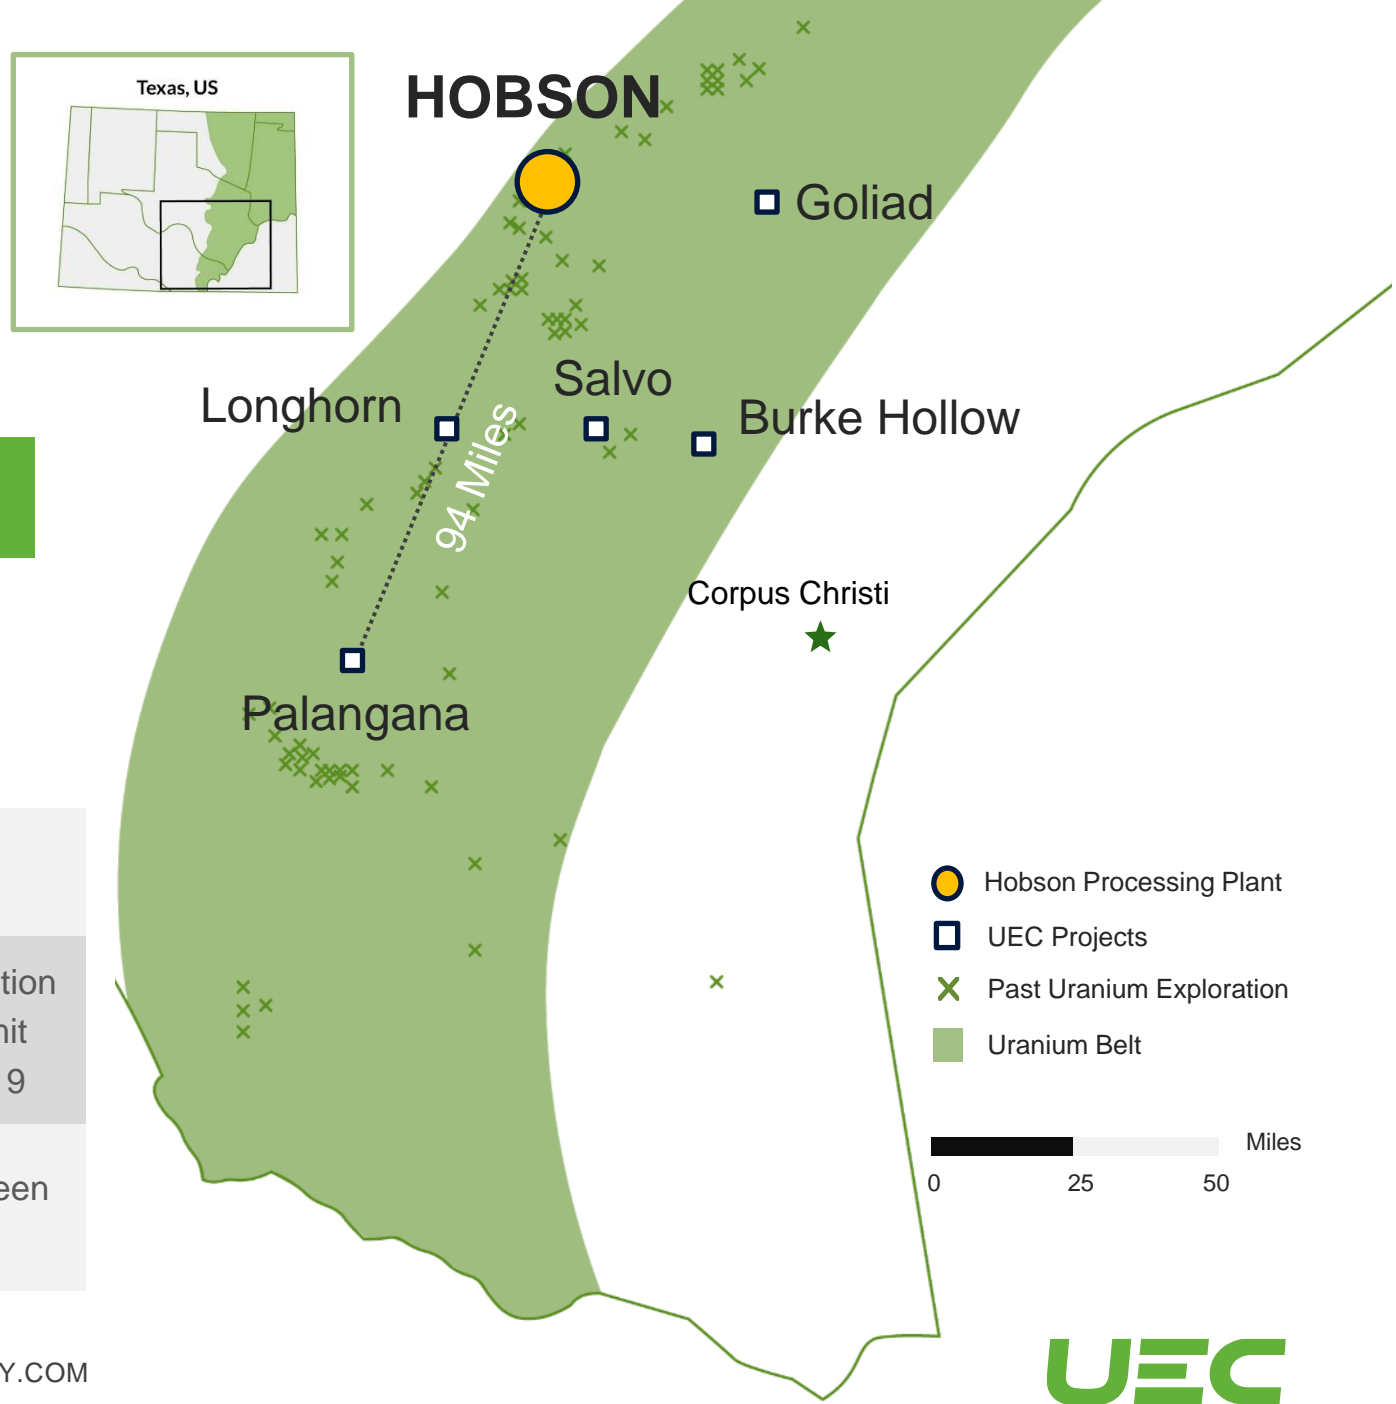 Texas, US
HOBSON
Goliad
Salvo
Longhorn
Burke Hollow
94 Miles
Corpus Christi
Palangana
Hobson Processing Plant
UEC Projects
Past Uranium Exploration
Uranium Belt
Miles
0 25 50
tion
nit
9
een
Y.COM
UEC